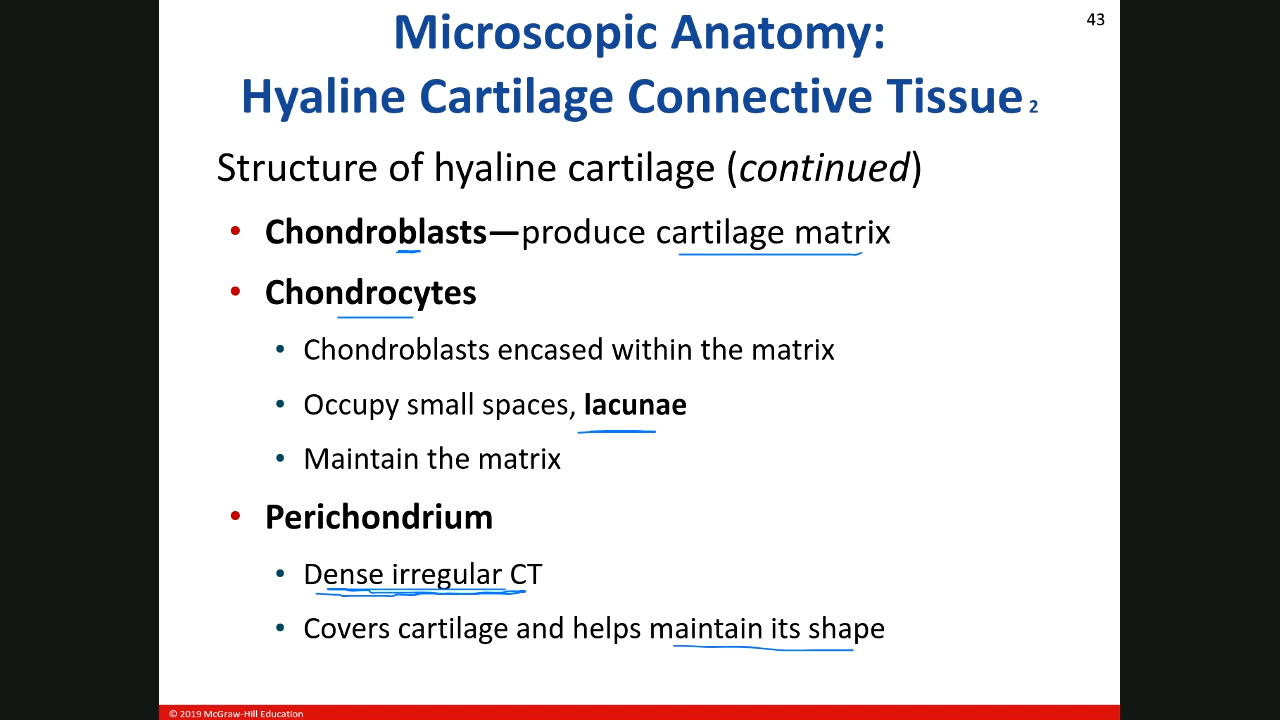 43
Microscopic Anatomy:
Hyaline Cartilage Connective Tissue 2
Structure of hyaline cartilage (continued)
• Chondroblasts—produce cartilage matrix
• Chondrocytes
• Chondroblasts encased within the matrix
• Occupy small spaces, lacunae
• Maintain the matrix
• Perichondrium
• Dense irregular CT
• Covers cartilage and helps maintain its shape
© 2019 McGraw-Hill Education